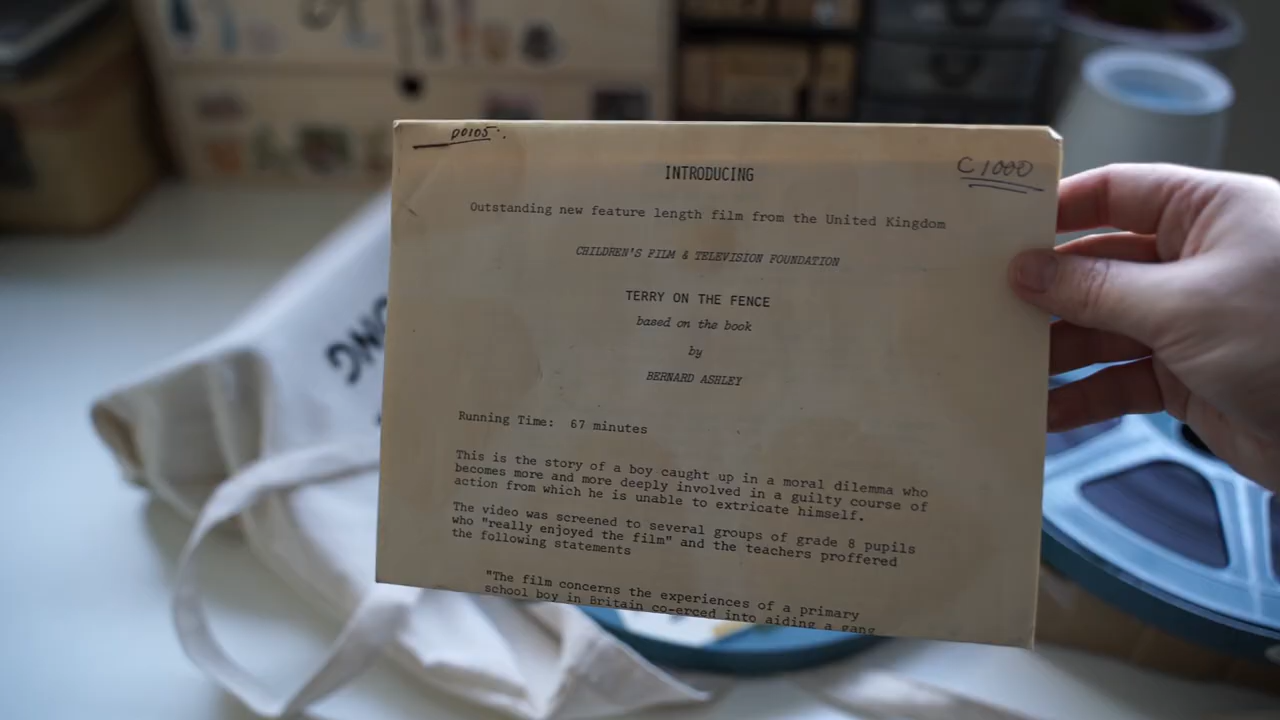 D0105.
C1000
INTRODUCING
Outstanding new feature length film from the United Kingdom
CHILDREN'S FILM & TELEVISION FOUNDATION
TERRY ON THE FENCE
based on the book
by
BERNARD ASHLEY
Running Time: 67 minutes
This is the story of a boy caught up in a moral dilemma who
becomes more and more deeply involved in a guilty course of
action from which he is unable to extricate himself.
The video was screened to several groups of grade 8 pupils
who "really enjoyed the film" and the teachers proffered
the following statements
"The film concerns the experiences of a primary
school boy in Britain co-erced into aiding a gang